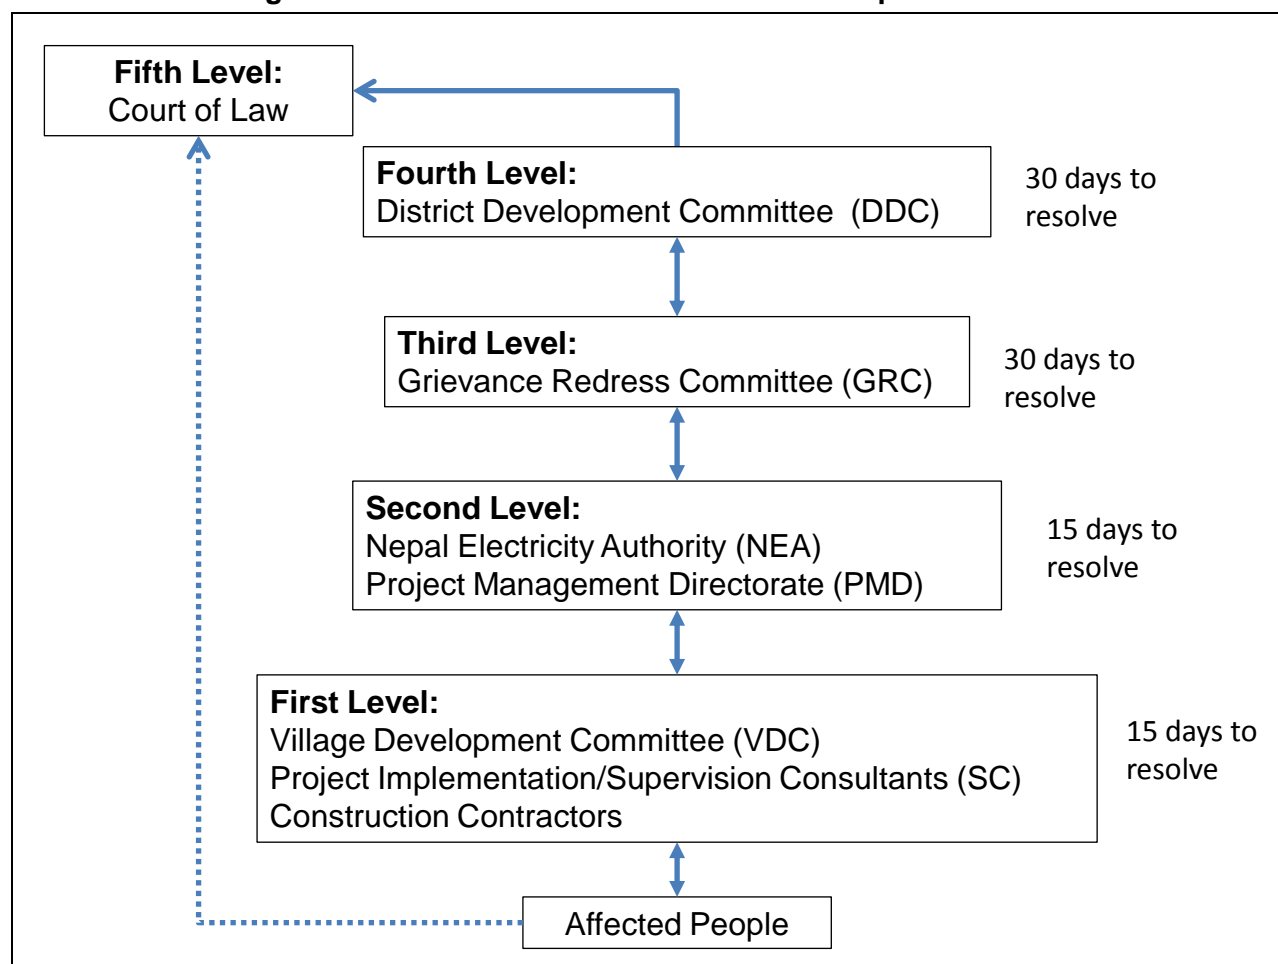 Fifth Level:
Court of Law
Fourth Level:
District Development Committee (DDC)
30 days to
resolve
Third Level:
Grievance Redress Committee (GRC)
30 days to
resolve
Second Level:
Nepal Electricity Authority (NEA)
Project Management Directorate (PMD)
15 days to
resolve
First Level:
Village Development Committee (VDC)
Project Implementation/Supervision Consultants (SC)
Construction Contractors
15 days to
resolve
Affected People